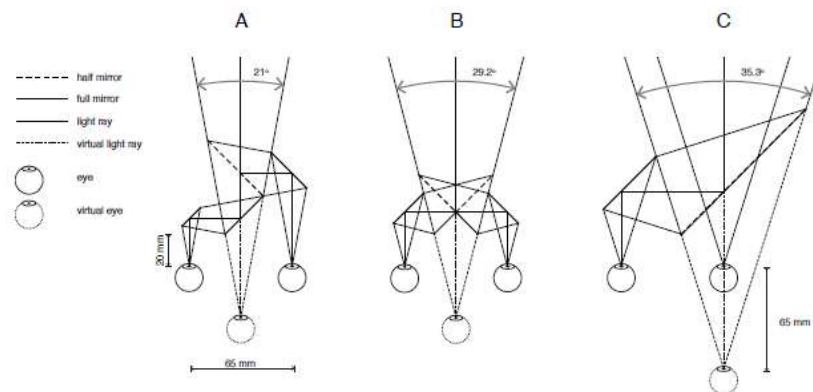 A
B
C
half mirror
full mirror
light ray
virtual light ray
eye
virtual eye
21°
29.2°
35.3°
20 mm
65 mm
65 mm